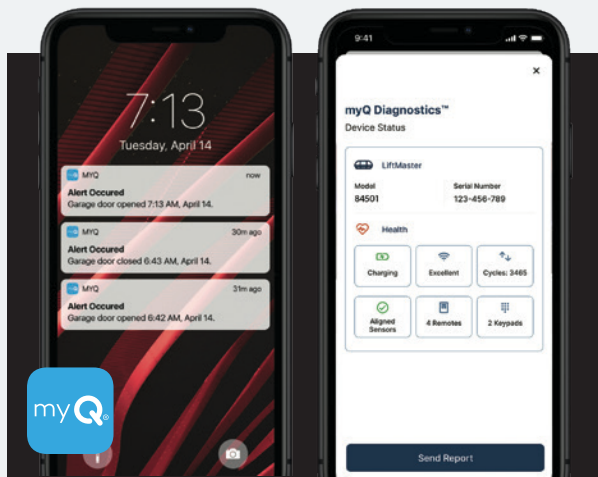 7:13
Tuesday, April 14
MYQ now
Alert Occured
Garage door opened 7:13 AM, April 14.
MYQ 30m ago
Alert Occured
Garage door closed 6:43 AM, April 14.
MYQ 31m ago
Alert Occured
Garage door opened 6:42 AM, April 14.
myQ®
9:41
myQ Diagnostics™
Device Status
LiftMaster
Model Serial Number
84501 123-456-789
Health
Charging Excellent Cycles: 3465
Aligned
Sensors 4 Remotes 2 Keypads
Send Report